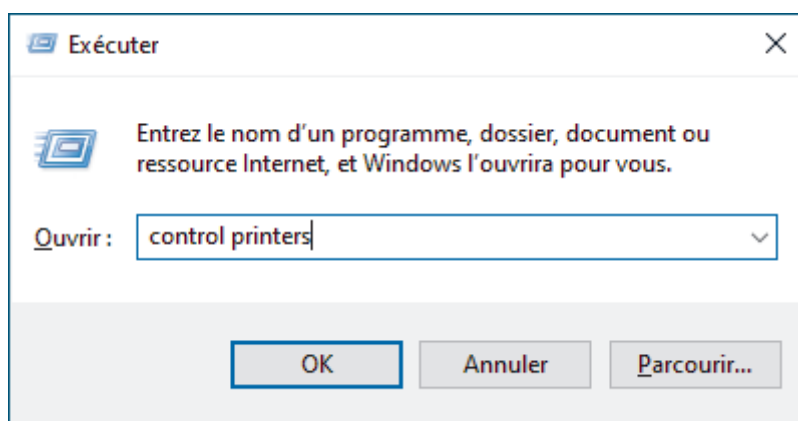 Exécuter
Entrez le nom d'un programme, dossier, document ou
ressource Internet, et Windows l'ouvrira pour vous.
Ouvrir : control printers
OK Annuler Parcourir...